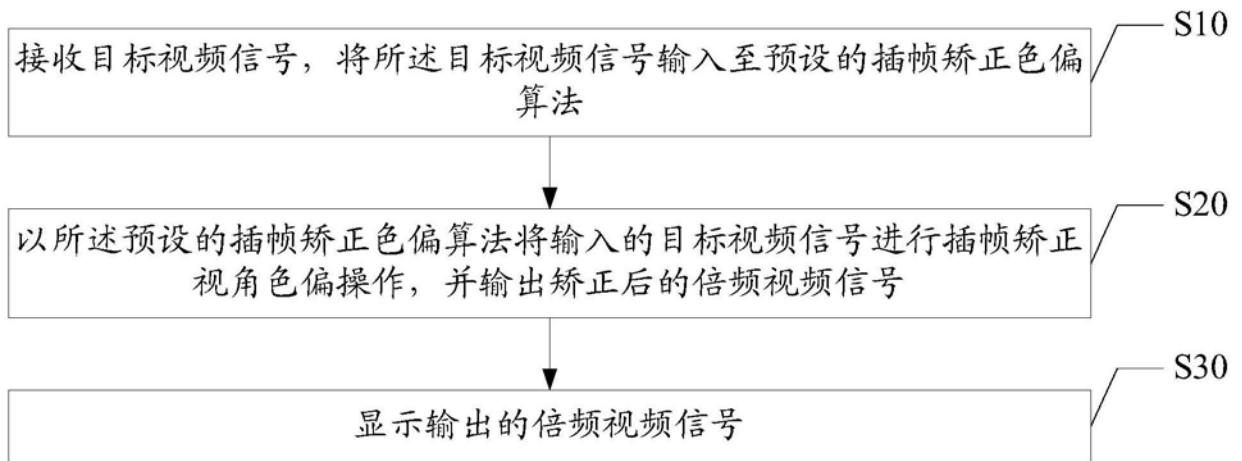 S10
接收目标视频信号，将所述目标视频信号输入至预设的插帧矫正色偏
算法
S20
以所述预设的插帧矫正色偏算法将输入的目标视频信号进行插帧矫正
视角色偏操作，并输出矫正后的倍频视频信号
S30
显示输出的倍频视频信号